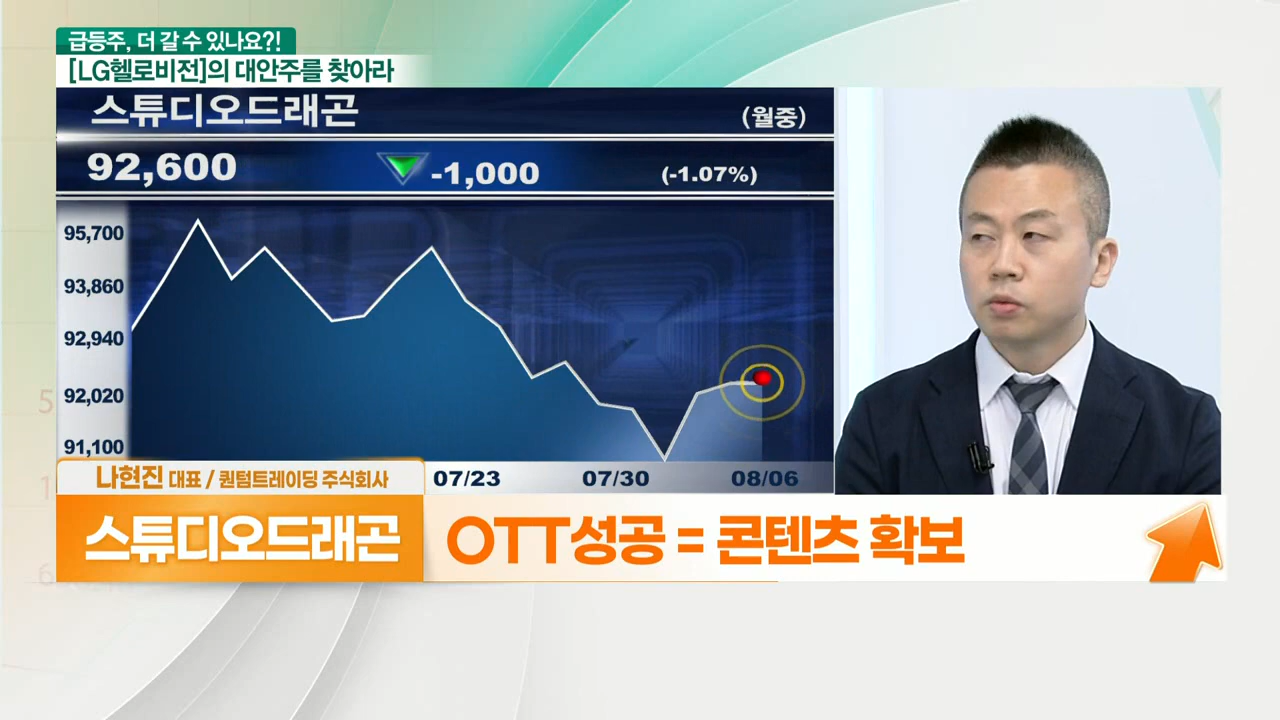 급등주, 더 갈 수 있나요?!
[LG헬로비전]의 대안주를 찾아라
스튜디오드래곤
(월중)
92,600
-1,000
(-1.07%)
95,700
93,860
92,940
92,020
91,100
07/23
07/30
08/06
나현진 대표 / 퀀텀트레이딩 주식회사
스튜디오드래곤
OTT성공 = 콘텐츠 확보